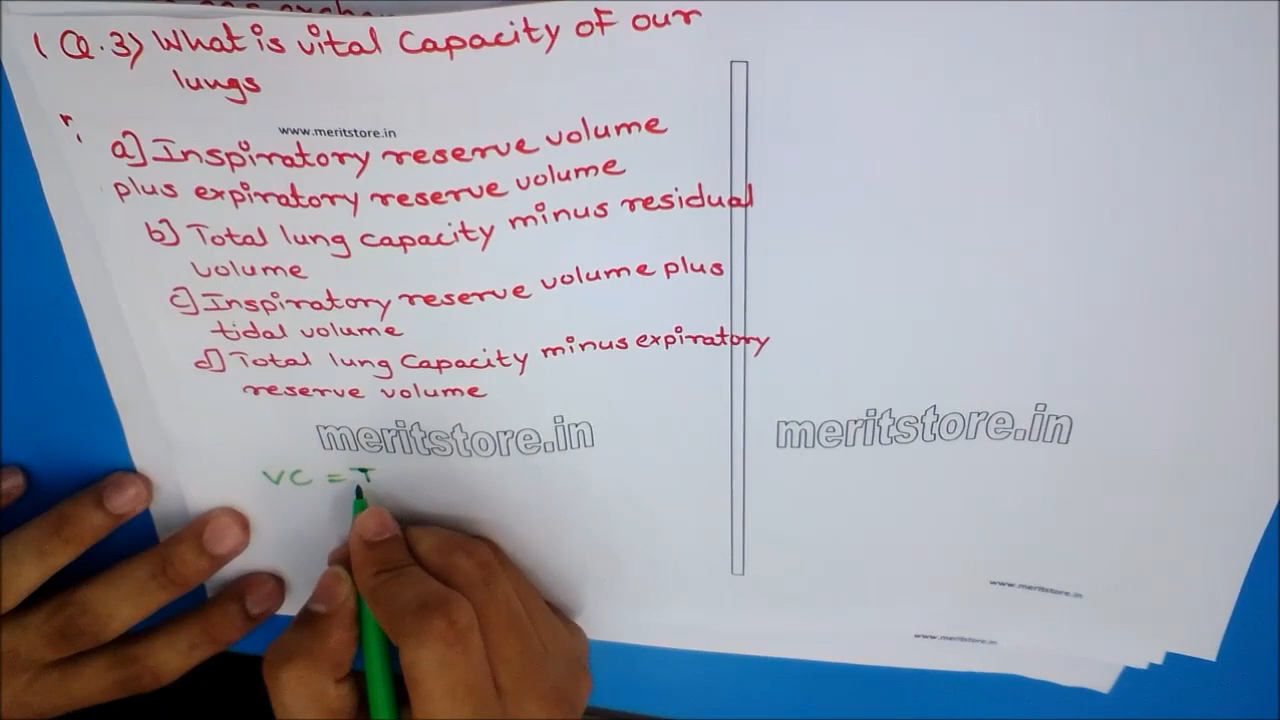 (Q.3) What is vital capacity of our
lungs
www.meritstore.in
a] Inspiratory reserve volume
plus expiratory reserve volume
b] Total lung capacity minus residual
volume
c] Inspiratory reserve volume plus
tidal volume
d] Total lung capacity minus expiratory
reserve volume
meritstore.in
meritstore.in
VC = T
www.meritstore.in
www.meritstore.in